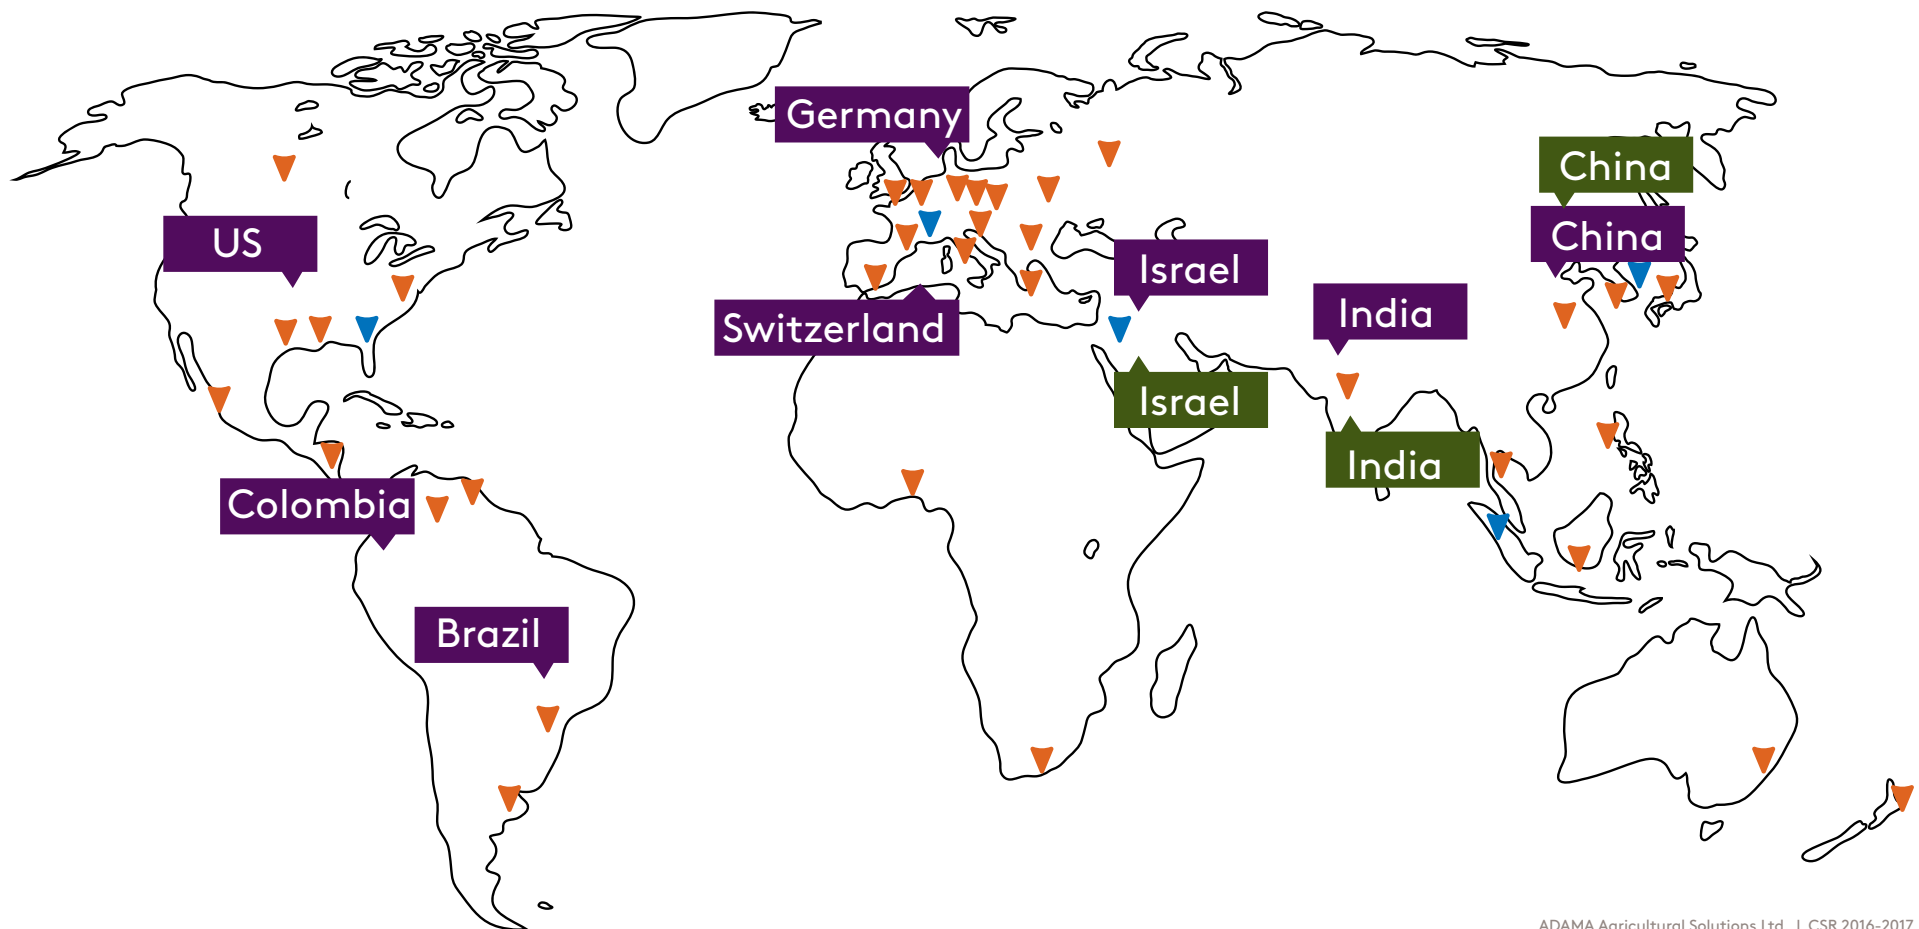 Germany
China
US
China
Israel
India
Switzerland
Israel
India
Colombia
Brazil
ADAMA Agricultural Solutions Ltd. | CSR 2016-2017